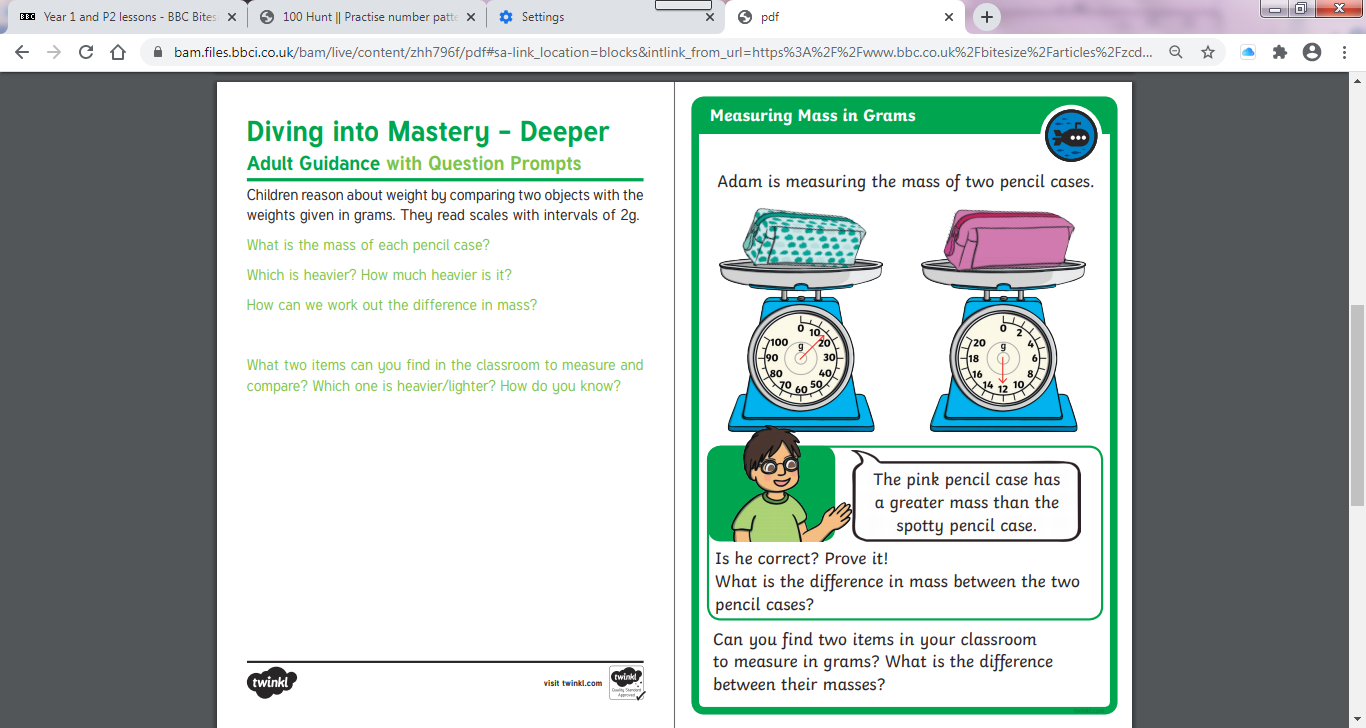 BBC Year 1 and P2 lessons - BBC Bites
100 Hunt || Practise number patte
Settings
pdf
bam.files.bbci.co.uk/bam/live/content/zhh796f/pdf#sa-link_location=blocks&intlink_from_url=https%3A%2F%2Fwww.bbc.co.uk%2Fbitesize%2Farticles%2Fzcd...
Diving into Mastery – Deeper
Adult Guidance with Question Prompts
Children reason about weight by comparing two objects with the
weights given in grams. They read scales with intervals of 2g.
What is the mass of each pencil case?
Which is heavier? How much heavier is it?
How can we work out the difference in mass?
What two items can you find in the classroom to measure and
compare? Which one is heavier/lighter? How do you know?
twinkl
visit twinkl.com
twinkl
Quality Standard
Approved
Measuring Mass in Grams
Adam is measuring the mass of two pencil cases.
0 10 20 30 40 50 60 70 80 90 100 g
0 2 4 6 8 10 12 14 16 18 20 g
The pink pencil case has
a greater mass than the
spotty pencil case.
Is he correct? Prove it!
What is the difference in mass between the two
pencil cases?
Can you find two items in your classroom
to measure in grams? What is the difference
between their masses?